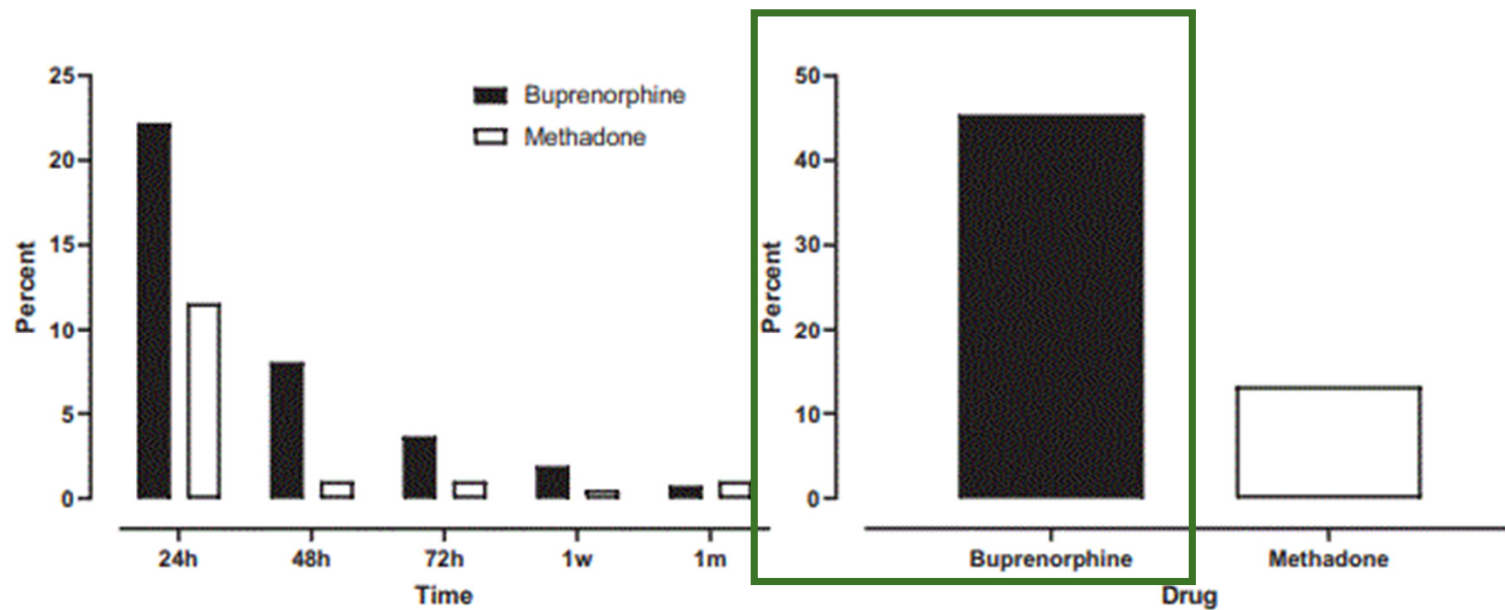 25
20
15
10
5
0
Percent
Buprenorphine
Methadone
24h 48h 72h 1w 1m
Time
50
40
30
20
10
0
Percent
Buprenorphine Methadone
Drug